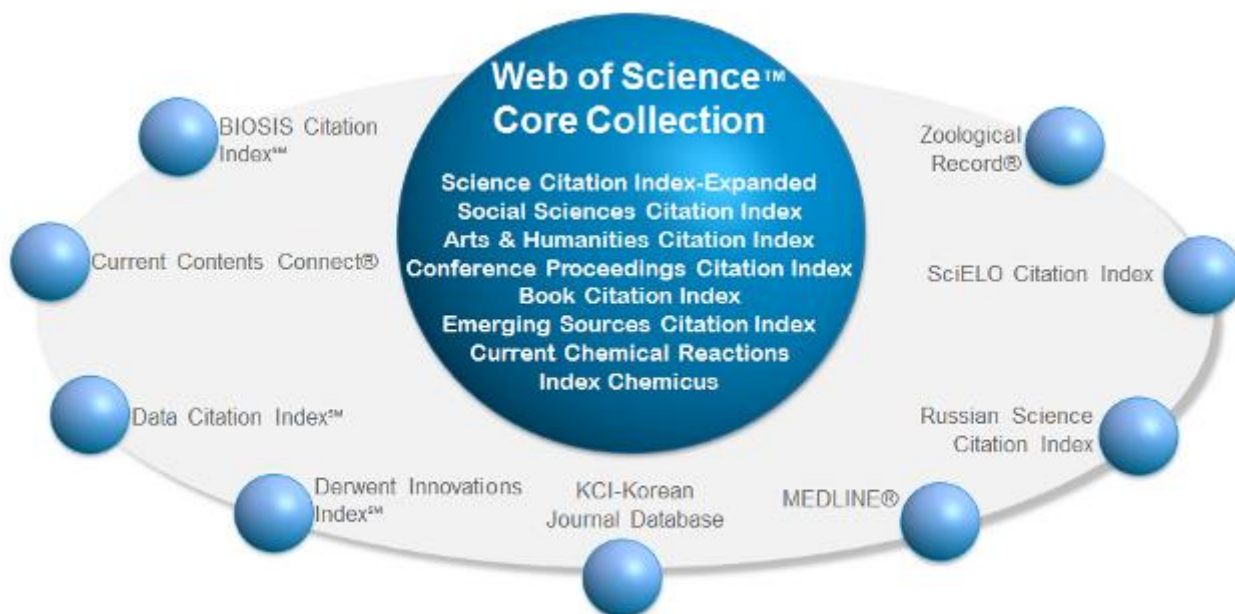 Web of Science™
Core Collection
Science Citation Index-Expanded
Social Sciences Citation Index
Arts & Humanities Citation Index
Conference Proceedings Citation Index
Book Citation Index
Emerging Sources Citation Index
Current Chemical Reactions
Index Chemicus
BIOSIS Citation
Index℠
Current Contents Connect®
Data Citation Index℠
Derwent Innovations
Index℠
KCI-Korean
Journal Database
MEDLINE®
Russian Science
Citation Index
SciELO Citation Index
Zoological
Record®